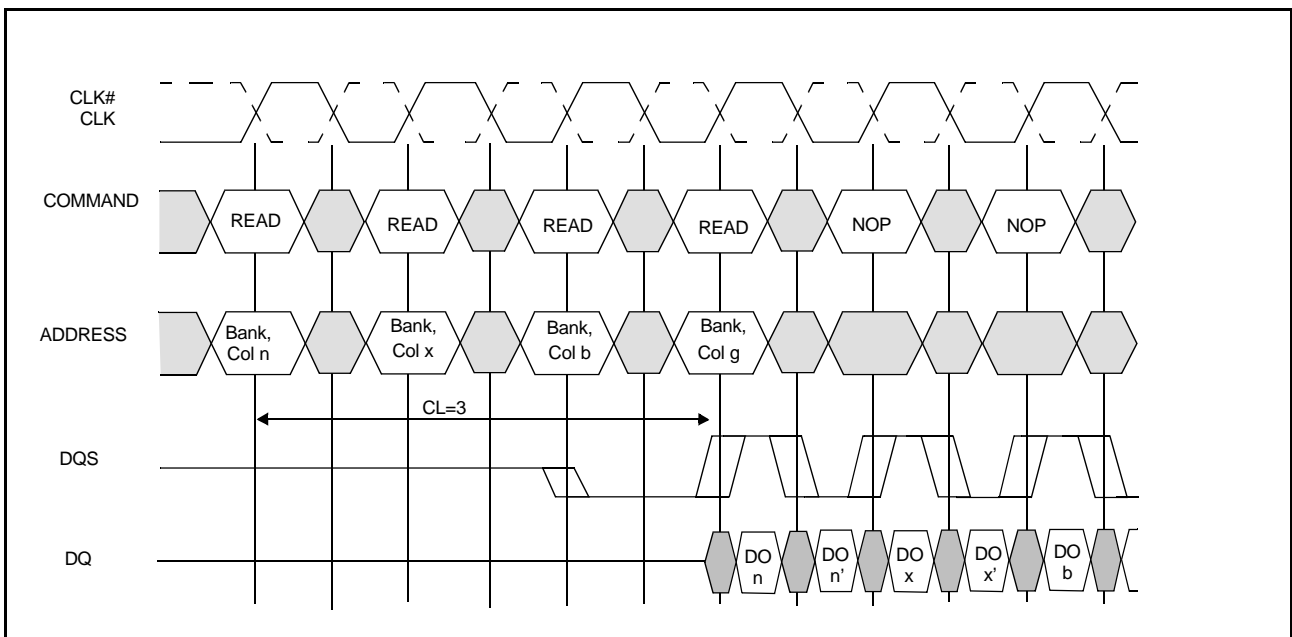 CLK#
CLK
COMMAND
READ
READ
READ
READ
NOP
NOP
ADDRESS
Bank,
Col n
Bank,
Col x
Bank,
Col b
Bank,
Col g
CL=3
DQS
DQ
DO
n
DO
n'
DO
x
DO
x'
DO
b